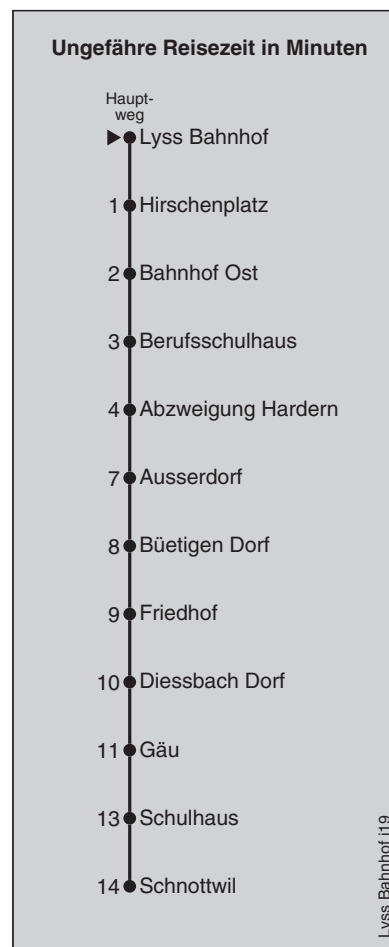 Ungefähre Reisezeit in Minuten
Haupt-
weg
Lyss Bahnhof
1 Hirschenplatz
2 Bahnhof Ost
3 Berufsschulhaus
4 Abzweigung Hardern
7 Ausserdorf
8 Büetigen Dorf
9 Friedhof
10 Diessbach Dorf
11 Gäu
13 Schulhaus
14 Schnottwil
Lyss Bahnhof j19